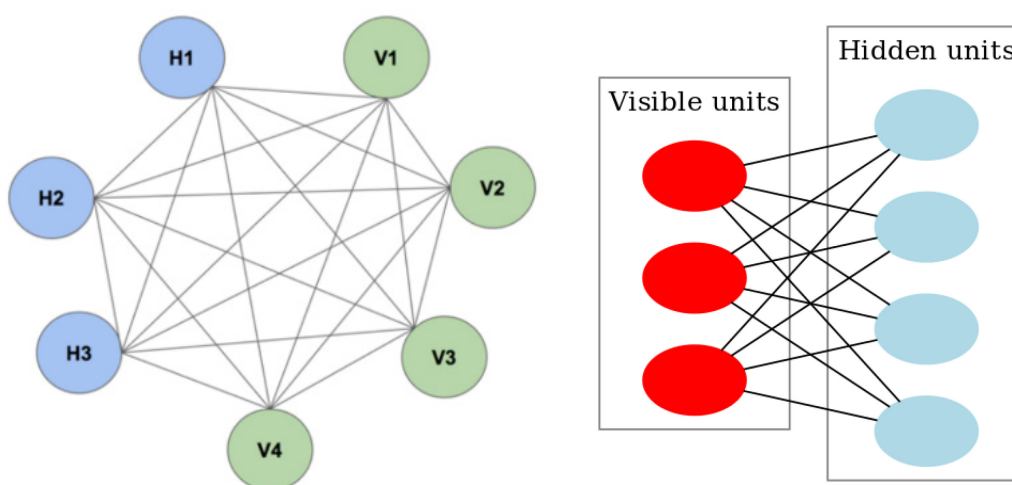 H1
V1
H2
V2
H3
V3
V4
Visible units
Hidden units